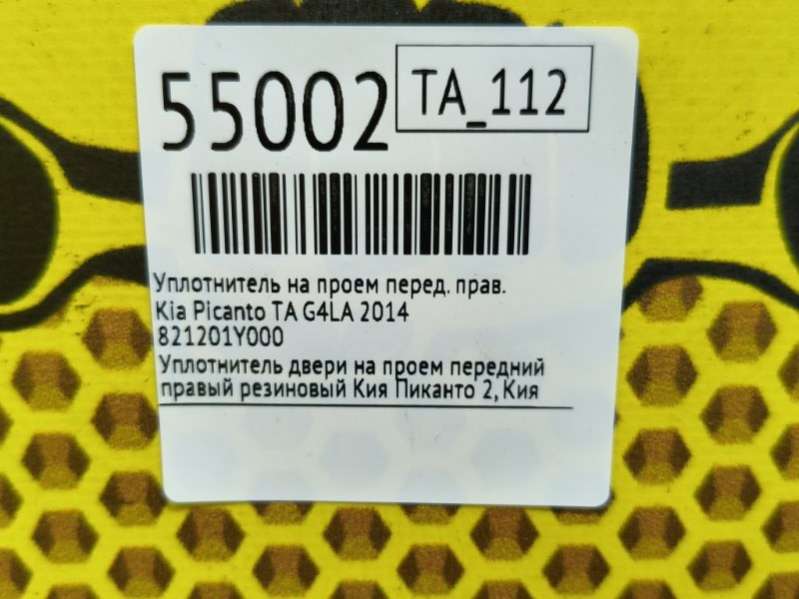 55002
TA_112
Уплотнитель на проем перед. прав.
Kia Picanto TA G4LA 2014
821201Y000
Уплотнитель двери на проем передний
правый резиновый Кия Пиканто 2, Кия